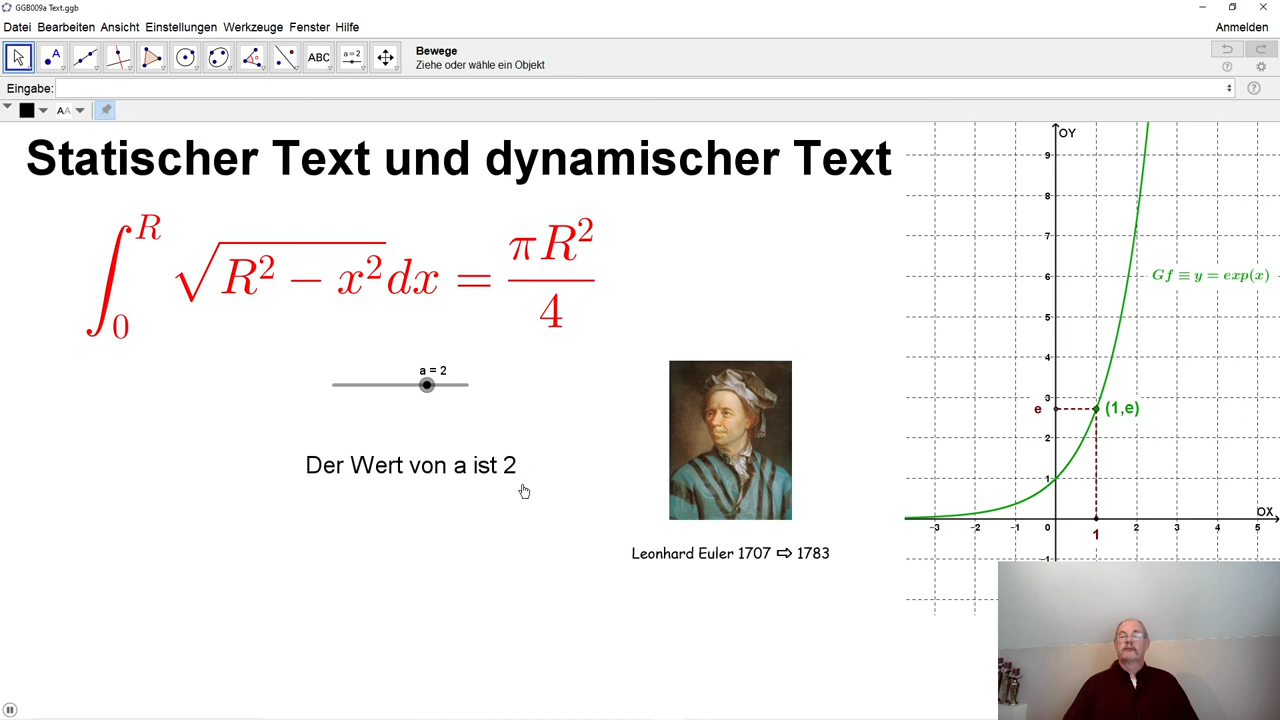 GGB009a Text.ggb
Datei Bearbeiten Ansicht Einstellungen Werkzeuge Fenster Hilfe
Anmelden
A
ABC
a=2
Bewege
Ziehe oder wähle ein Objekt
Eingabe:
AA
Statischer Text und dynamischer Text
∫₀ᴿ √(R² − x²)dx = πR²/4
a = 2
Der Wert von a ist 2
Leonhard Euler 1707 ⇨ 1783
OY
9
8
7
6
Gf ≡ y = exp(x)
5
4
3
e
(1,e)
2
1
OX
−3 −2 −1 0 2 3 4 5
1
−1